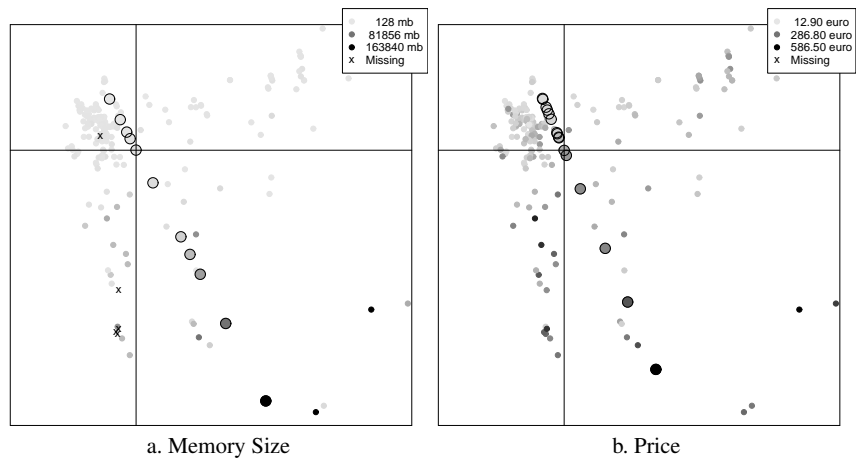 128 mb
81856 mb
163840 mb
x Missing
12.90 euro
286.80 euro
586.50 euro
x Missing
x
x
x
x
x
a. Memory Size
b. Price